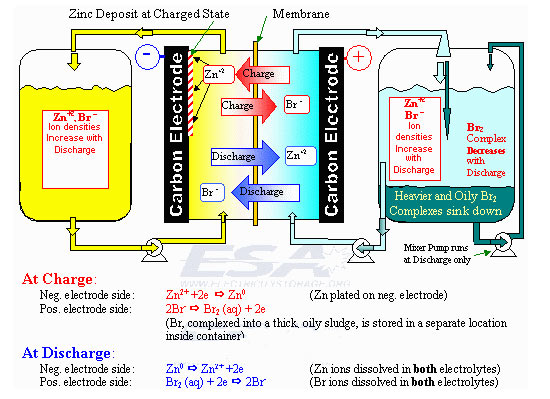 Zinc Deposit at Charged State
Membrane
Zn⁺²
Charge
Charge
Br⁻
Discharge
Zn⁺²
Br⁻
Discharge
Carbon Electrode
Carbon Electrode
−
+
Zn⁺², Br⁻
Ion densities
Increase with
Discharge
Zn⁺²
Br⁻
Ion
densities
Increase
with
Discharge
Br₂
Complex
Decreases
with
Discharge
Heavier and Oily Br₂
Complexes sink down
Mixer Pump runs
at Discharge only
ESA
At Charge:
Neg. electrode side: Zn²⁺ +2e ⇨ Zn⁰ (Zn plated on neg. electrode)
Pos. electrode side: 2Br⁻ ⇨ Br₂ (aq) + 2e
(Br, complexed into a thick, oily sludge, is stored in a separate location
inside container)
At Discharge:
Neg. electrode side: Zn⁰ ⇨ Zn²⁺ +2e (Zn ions dissolved in both electrolytes)
Pos. electrode side: Br₂ (aq) + 2e ⇨ 2Br⁻ (Br ions dissolved in both electrolytes)